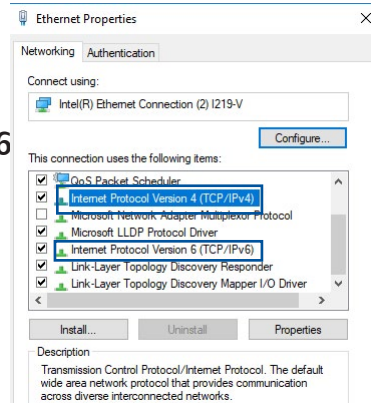 Ethernet Properties
Networking Authentication
Connect using:
Intel(R) Ethernet Connection (2) I219-V
6
Configure...
This connection uses the following items:
QoS Packet Scheduler
Internet Protocol Version 4 (TCP/IPv4)
Microsoft Network Adapter Multiplexor Protocol
Microsoft LLDP Protocol Driver
Internet Protocol Version 6 (TCP/IPv6)
Link-Layer Topology Discovery Responder
Link-Layer Topology Discovery Mapper I/O Driver
Install... Uninstall Properties
Description
Transmission Control Protocol/Internet Protocol. The default
wide area network protocol that provides communication
across diverse interconnected networks.